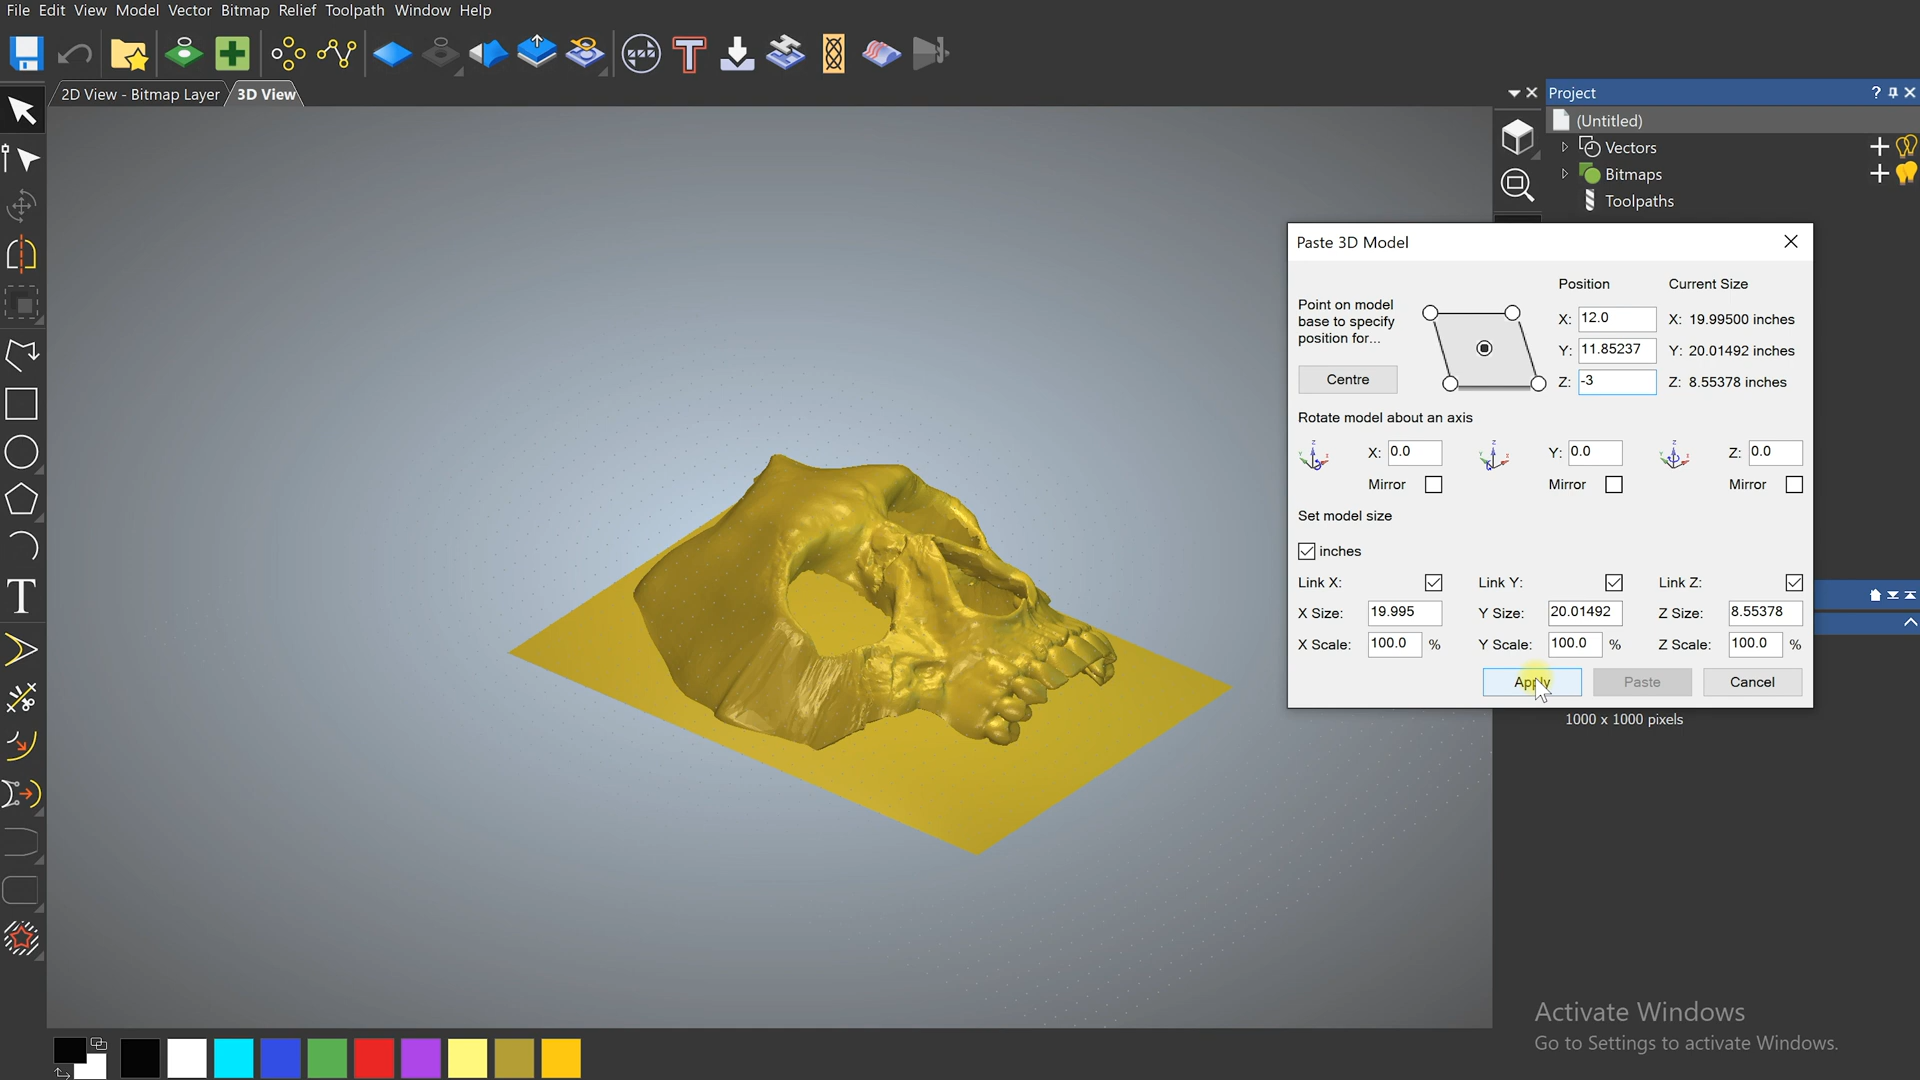 File Edit View Model Vector Bitmap Relief Toolpath Window Help
2D View - Bitmap Layer
3D View
Project
?
(Untitled)
Vectors
Bitmaps
Toolpaths
Paste 3D Model
Position Current Size
Point on model
base to specify
position for...
X: 12.0 X: 19.99500 inches
Y: 11.85237 Y: 20.01492 inches
Z: -3 Z: 8.55378 inches
Centre
Rotate model about an axis
X: 0.0 Y: 0.0 Z: 0.0
Mirror Mirror Mirror
Set model size
inches
Link X: Link Y: Link Z:
X Size: 19.995 Y Size: 20.01492 Z Size: 8.55378
X Scale: 100.0 % Y Scale: 100.0 % Z Scale: 100.0 %
Apply Paste Cancel
1000 x 1000 pixels
T
T
Activate Windows
Go to Settings to activate Windows.